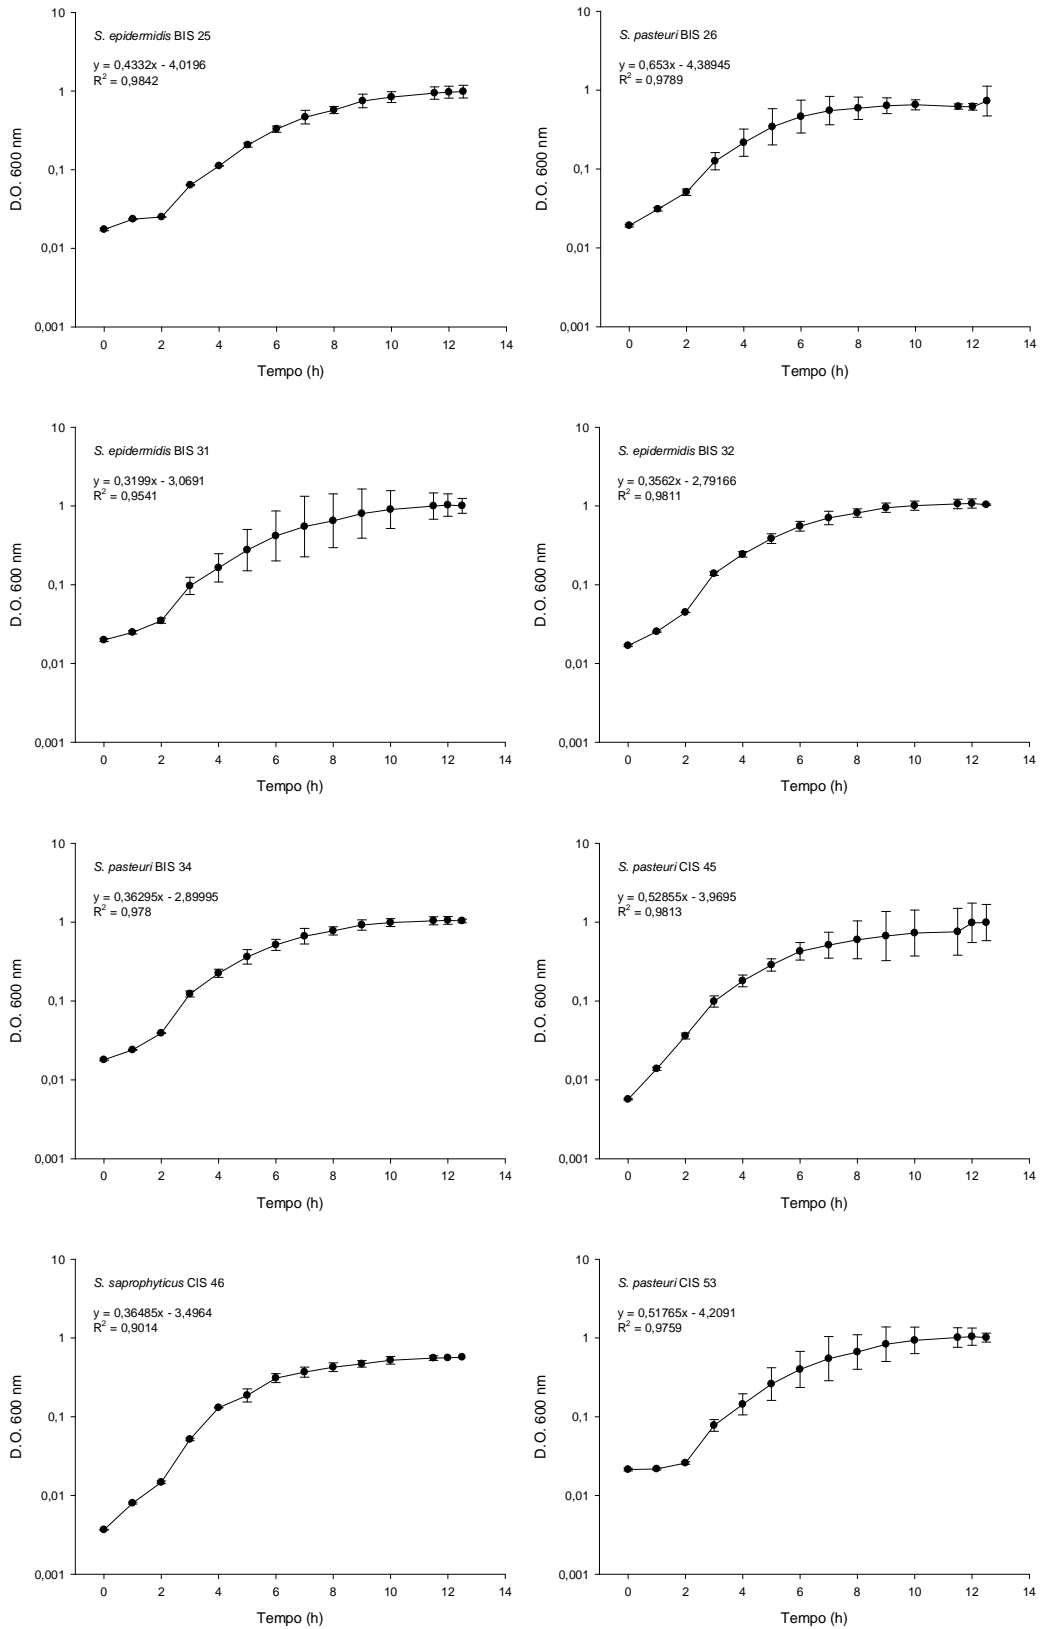 S. epidermidis BIS 25
y = 0,4332x - 4,0196
R² = 0,9842
10
1
0,1
0,01
0,001
D.O. 600 nm
0 2 4 6 8 10 12 14
Tempo (h)
S. pasteuri BIS 26
y = 0,653x - 4,38945
R² = 0,9789
10
1
0,1
0,01
0,001
D.O. 600 nm
0 2 4 6 8 10 12 14
Tempo (h)
S. epidermidis BIS 31
y = 0,3199x - 3,0691
R² = 0,9541
10
1
0,1
0,01
0,001
D.O. 600 nm
0 2 4 6 8 10 12 14
Tempo (h)
S. epidermidis BIS 32
y = 0,3562x - 2,79166
R² = 0,9811
10
1
0,1
0,01
0,001
D.O. 600 nm
0 2 4 6 8 10 12 14
Tempo (h)
S. pasteuri BIS 34
y = 0,36295x - 2,89995
R² = 0,978
10
1
0,1
0,01
0,001
D.O. 600 nm
0 2 4 6 8 10 12 14
Tempo (h)
S. pasteuri CIS 45
y = 0,52855x - 3,9695
R² = 0,9813
10
1
0,1
0,01
0,001
D.O. 600 nm
0 2 4 6 8 10 12 14
Tempo (h)
S. saprophyticus CIS 46
y = 0,36485x - 3,4964
R² = 0,9014
10
1
0,1
0,01
0,001
D.O. 600 nm
0 2 4 6 8 10 12 14
Tempo (h)
S. pasteuri CIS 53
y = 0,51765x - 4,2091
R² = 0,9759
10
1
0,1
0,01
0,001
D.O. 600 nm
0 2 4 6 8 10 12 14
Tempo (h)